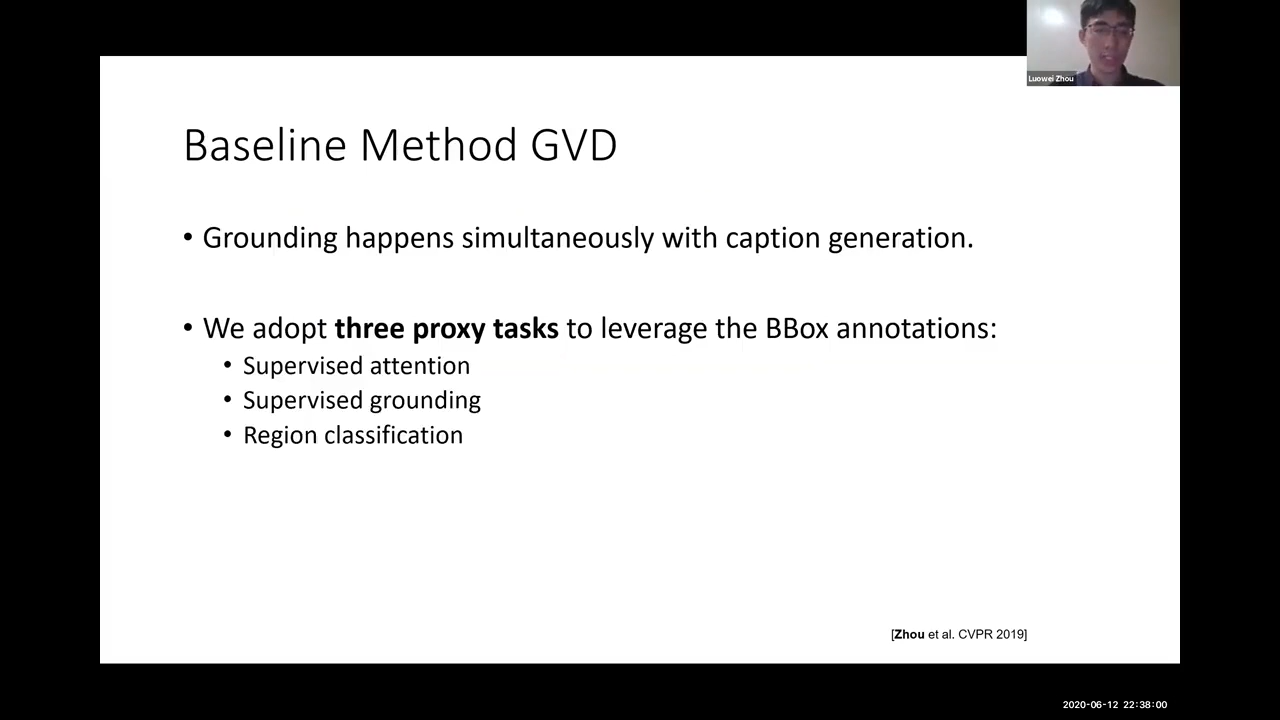 Luowei Zhou
Baseline Method GVD
• Grounding happens simultaneously with caption generation.
• We adopt three proxy tasks to leverage the BBox annotations:
• Supervised attention
• Supervised grounding
• Region classification
[Zhou et al. CVPR 2019]
2020-06-12 22:38:00